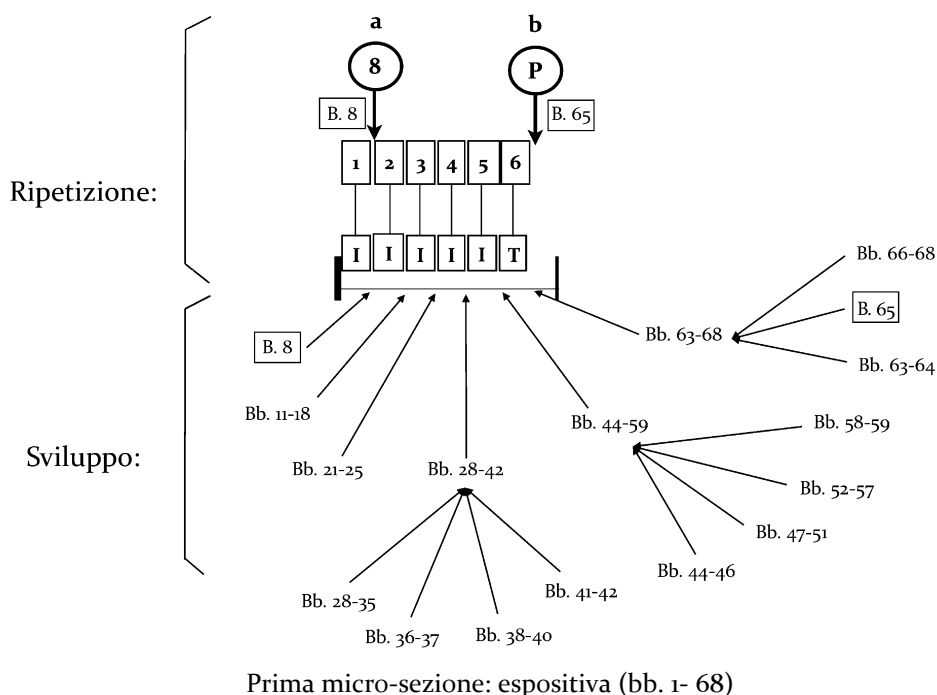 a
b
8
P
B. 8
B. 65
1 2 3 4 5 6
Ripetizione:
I I I I I T
Bb. 66-68
B. 65
Bb. 63-68
B. 8
Bb. 63-64
Bb. 11-18
Bb. 44-59
Bb. 58-59
Sviluppo:
Bb. 21-25
Bb. 28-42
Bb. 52-57
Bb. 47-51
Bb. 44-46
Bb. 41-42
Bb. 28-35
Bb. 36-37
Bb. 38-40
Prima micro-sezione: espositiva (bb. 1- 68)